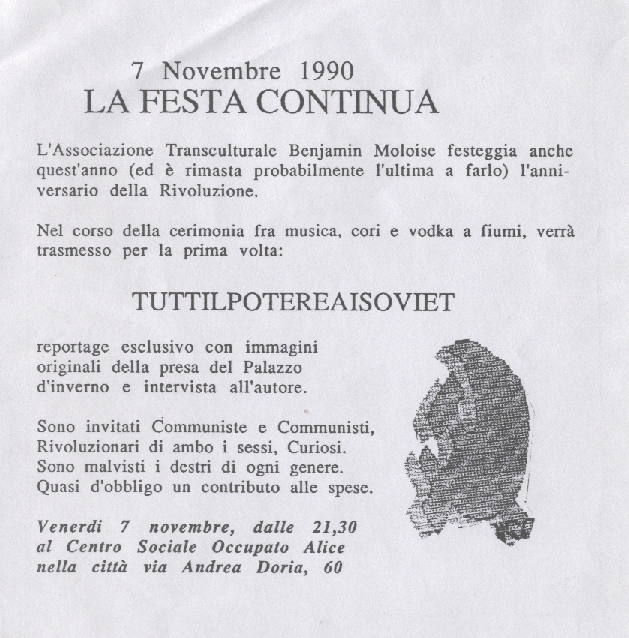 7 Novembre 1990
LA FESTA CONTINUA
L'Associazione Transculturale Benjamin Moloise festeggia anche
quest'anno (ed è rimasta probabilmente l'ultima a farlo) l'anni-
versario della Rivoluzione.
Nel corso della cerimonia fra musica, cori e vodka a fiumi, verrà
trasmesso per la prima volta:
TUTTILPOTEREAISOVIET
reportage esclusivo con immagini
originali della presa del Palazzo
d'inverno e intervista all'autore.
Sono invitati Communiste e Communisti,
Rivoluzionari di ambo i sessi, Curiosi.
Sono malvisti i destri di ogni genere.
Quasi d'obbligo un contributo alle spese.
Venerdì 7 novembre, dalle 21,30
al Centro Sociale Occupato Alice
nella città via Andrea Doria, 60